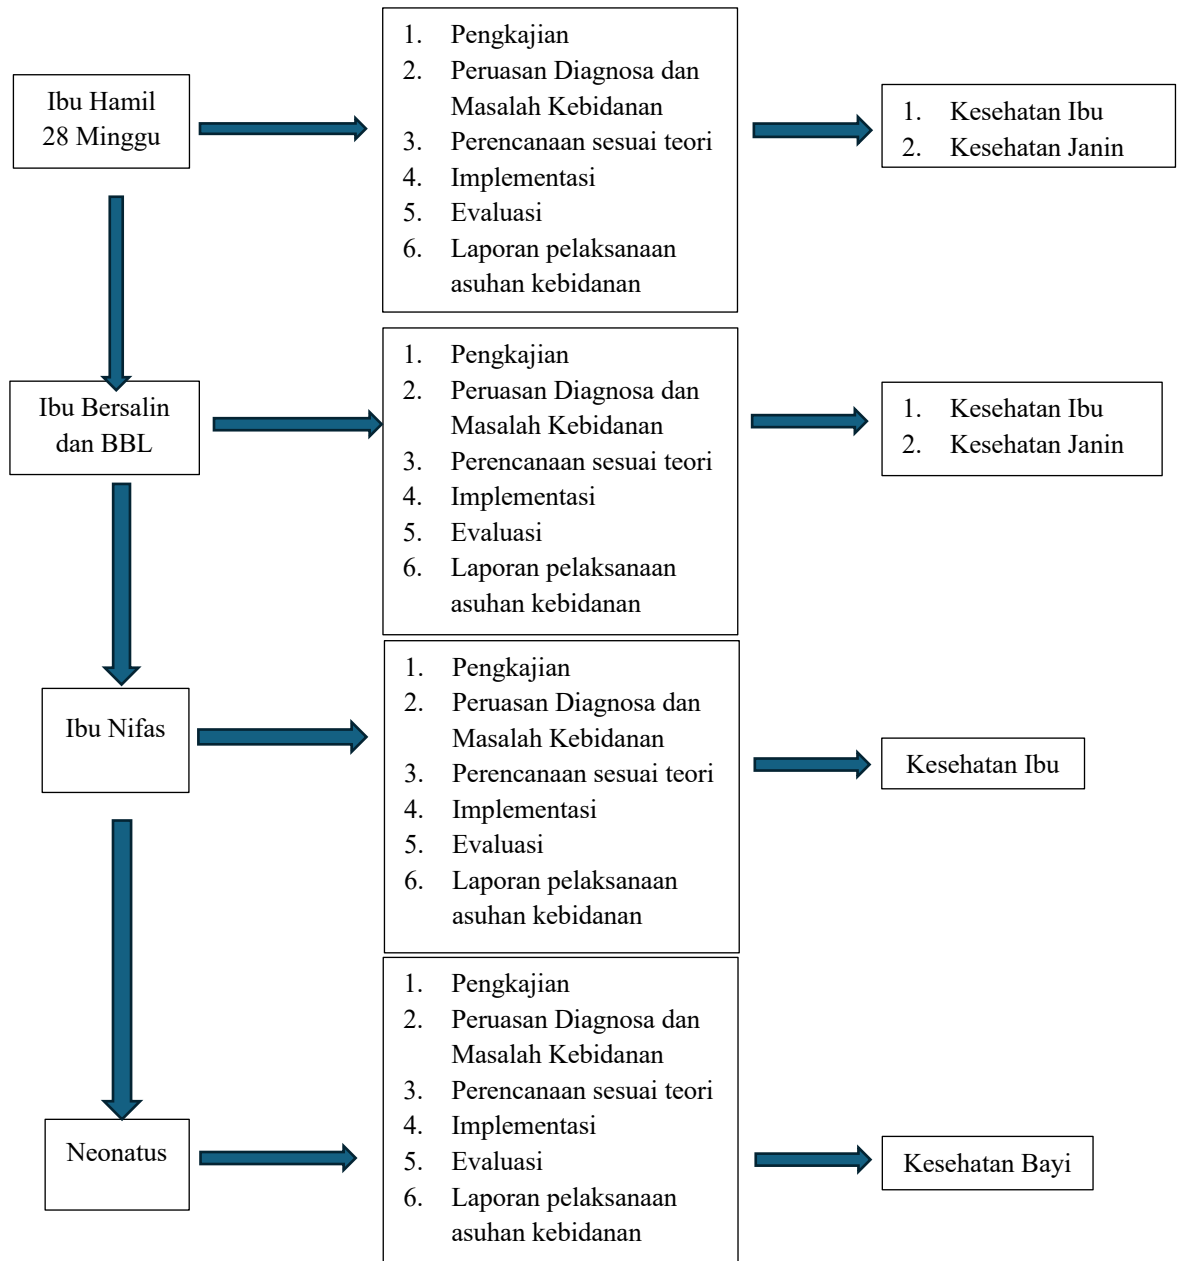 Ibu Hamil
28 Minggu
1. Pengkajian
2. Peruasan Diagnosa dan
Masalah Kebidanan
3. Perencanaan sesuai teori
4. Implementasi
5. Evaluasi
6. Laporan pelaksanaan
asuhan kebidanan
1. Kesehatan Ibu
2. Kesehatan Janin
Ibu Bersalin
dan BBL
1. Pengkajian
2. Peruasan Diagnosa dan
Masalah Kebidanan
3. Perencanaan sesuai teori
4. Implementasi
5. Evaluasi
6. Laporan pelaksanaan
asuhan kebidanan
1. Kesehatan Ibu
2. Kesehatan Janin
Ibu Nifas
1. Pengkajian
2. Peruasan Diagnosa dan
Masalah Kebidanan
3. Perencanaan sesuai teori
4. Implementasi
5. Evaluasi
6. Laporan pelaksanaan
asuhan kebidanan
Kesehatan Ibu
Neonatus
1. Pengkajian
2. Peruasan Diagnosa dan
Masalah Kebidanan
3. Perencanaan sesuai teori
4. Implementasi
5. Evaluasi
6. Laporan pelaksanaan
asuhan kebidanan
Kesehatan Bayi